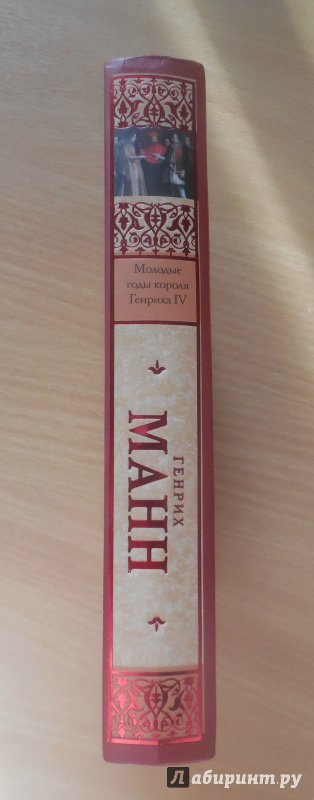 Молодые
годы короля
Генриха IV
ГЕНРИХ
МАНН
Лабиринт.ру